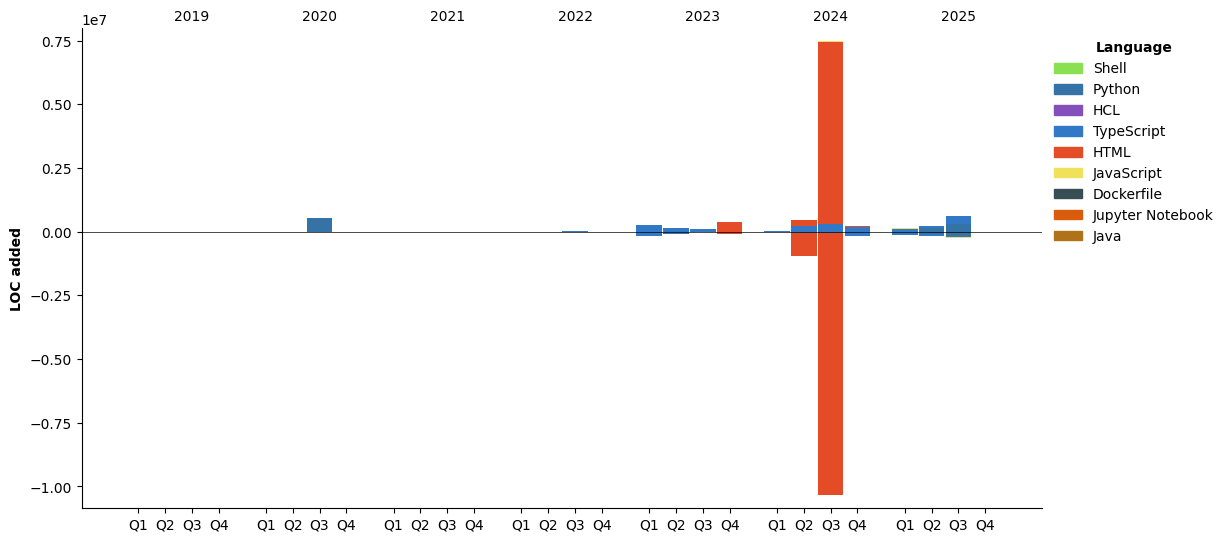 1e7
2019 2020 2021 2022 2023 2024 2025
Language
Shell
Python
HCL
TypeScript
HTML
JavaScript
Dockerfile
Jupyter Notebook
Java
LOC added
0.75
0.50
0.25
0.00
−0.25
−0.50
−0.75
−1.00
Q1 Q2 Q3 Q4 Q1 Q2 Q3 Q4 Q1 Q2 Q3 Q4 Q1 Q2 Q3 Q4 Q1 Q2 Q3 Q4 Q1 Q2 Q3 Q4 Q1 Q2 Q3 Q4